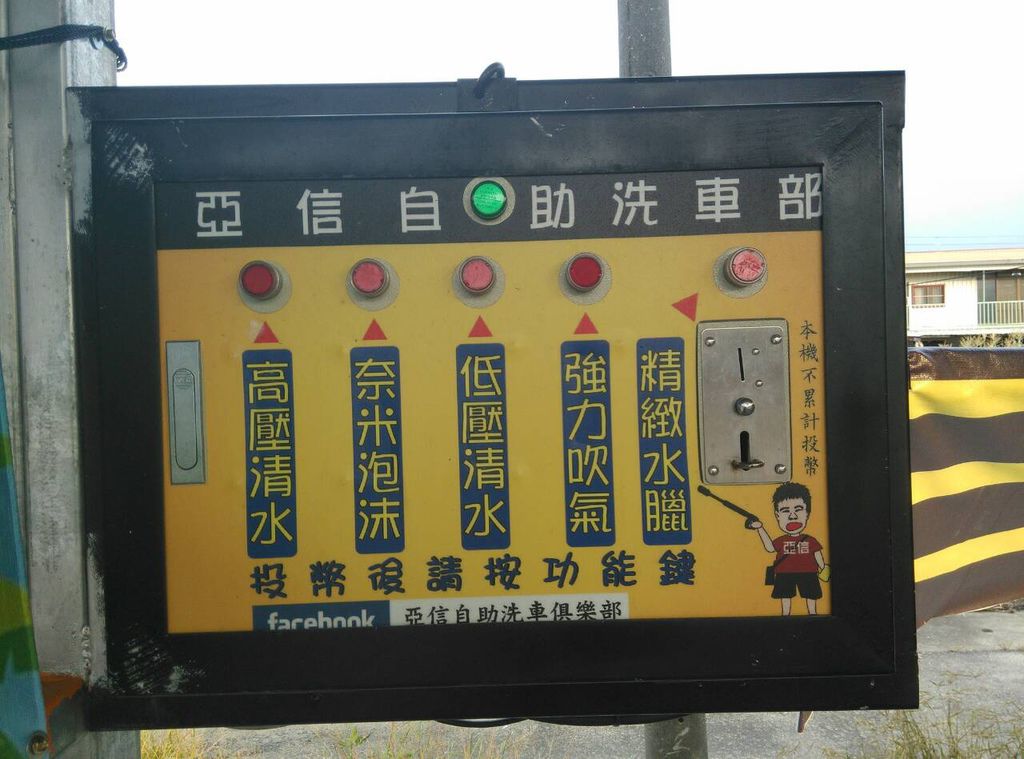 亞信自助洗車部
高壓清水
奈米泡沫
低壓清水
強力吹氣
精緻水臘
本機不累計投幣
亞信
投幣後請按功能鍵
facebook 亞信自助洗車俱樂部